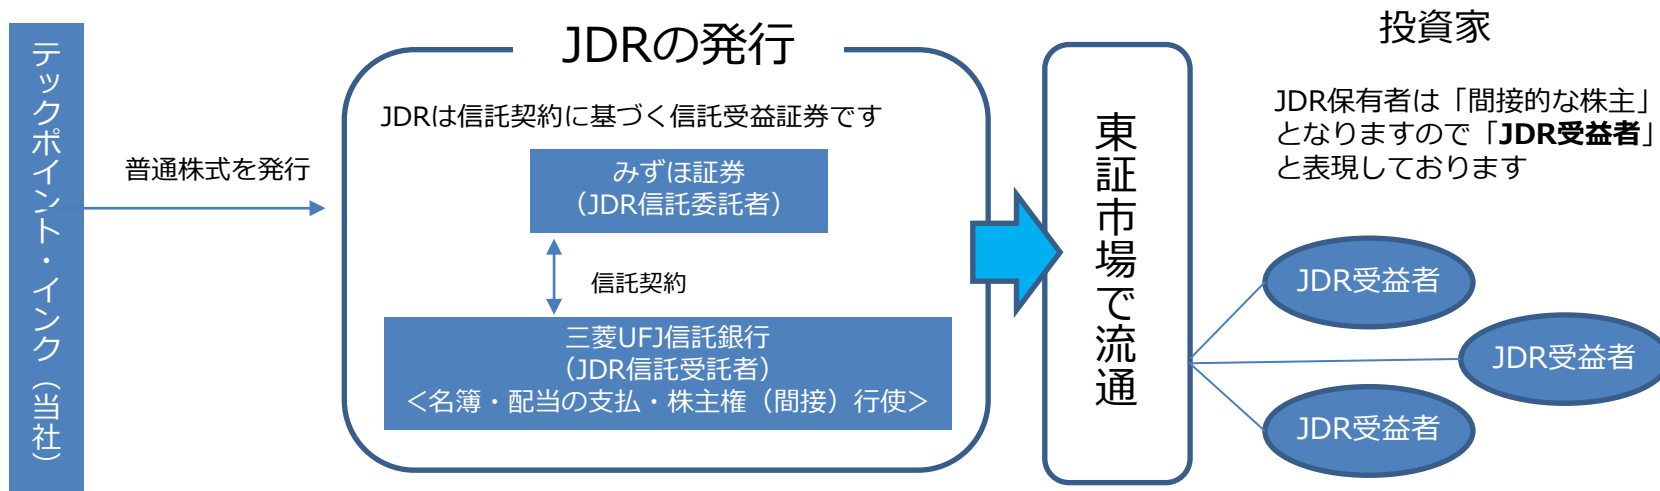 テックポイント・インク（当社）
普通株式を発行
JDRの発行
JDRは信託契約に基づく信託受益証券です
みずほ証券
（JDR信託委託者）
信託契約
三菱UFJ信託銀行
（JDR信託受託者）
＜名簿・配当の支払・株主権（間接）行使＞
東証市場で流通
投資家
JDR保有者は「間接的な株主」
となりますので「JDR受益者」
と表現しております
JDR受益者
JDR受益者
JDR受益者